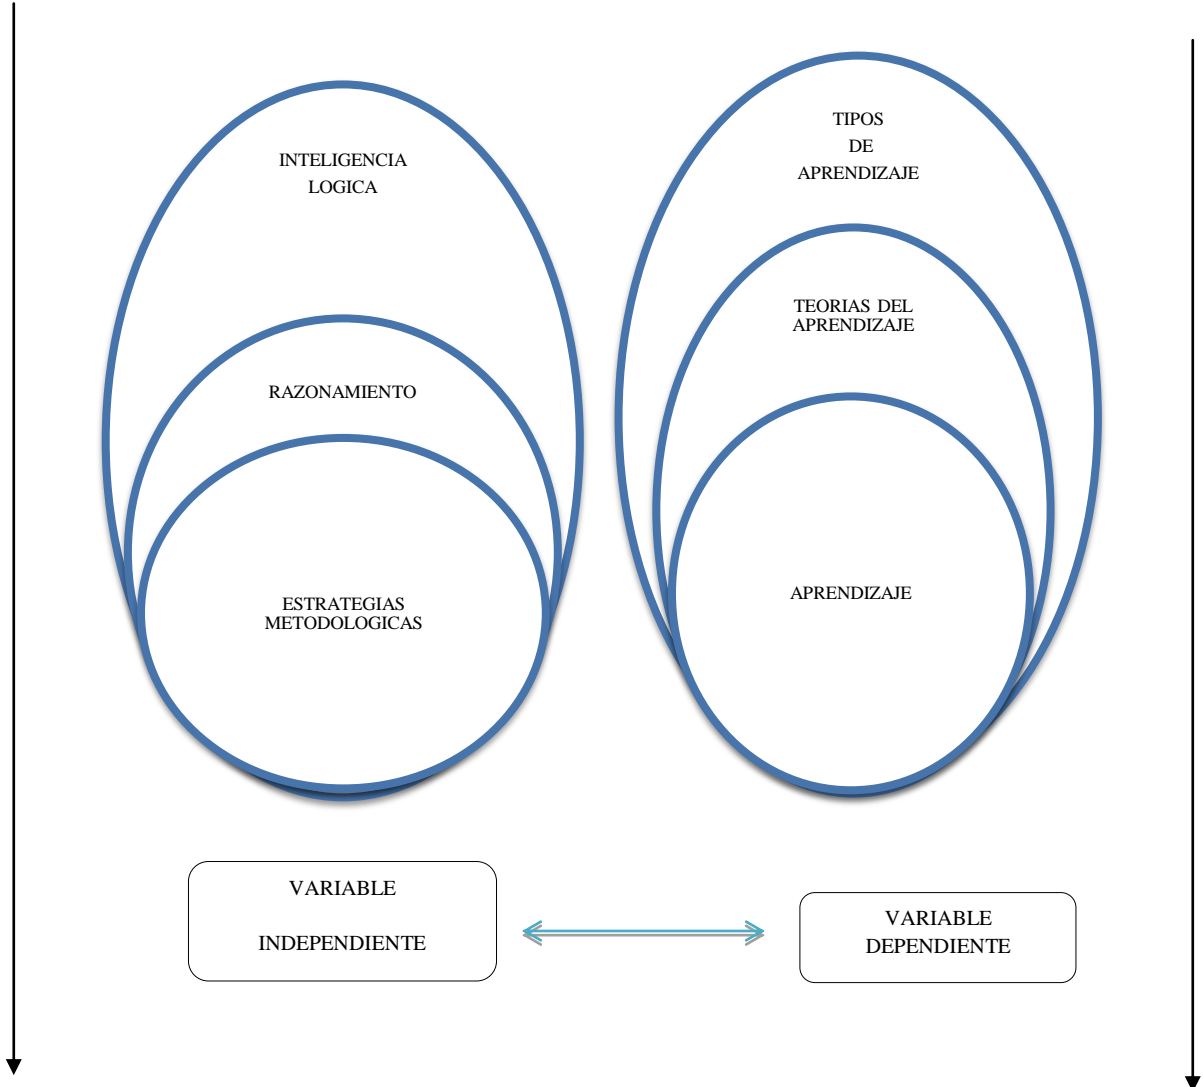 INTELIGENCIA
LOGICA
RAZONAMIENTO
ESTRATEGIAS
METODOLOGICAS
TIPOS
DE
APRENDIZAJE
TEORIAS DEL
APRENDIZAJE
APRENDIZAJE
VARIABLE
INDEPENDIENTE
VARIABLE
DEPENDIENTE